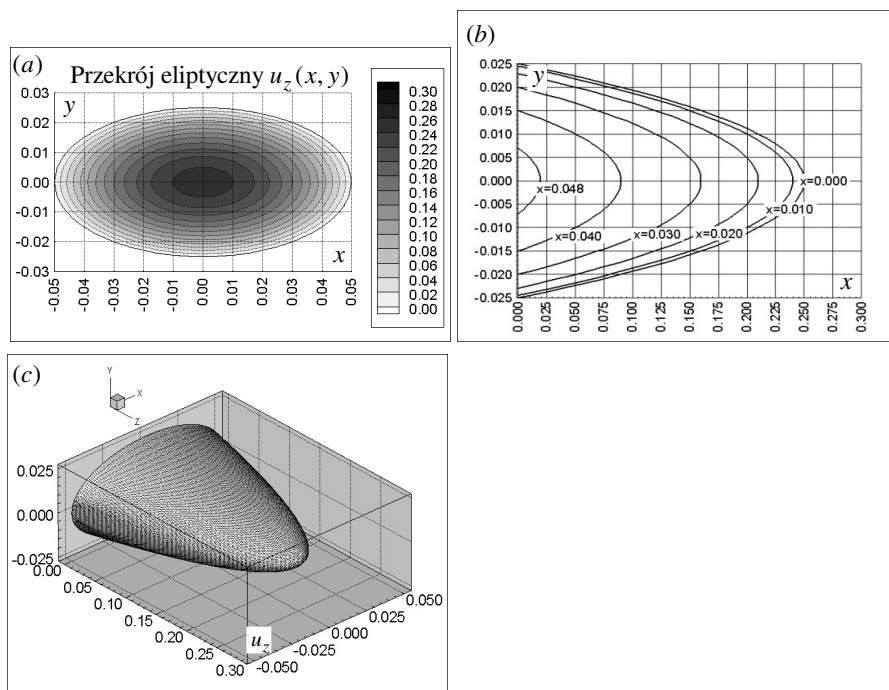 (a)
Przekrój eliptyczny u_z(x, y)
0.03
y
0.02
0.01
0.00
-0.01
-0.02
x
-0.03
-0.05 -0.04 -0.03 -0.02 -0.01 0.00 0.01 0.02 0.03 0.04 0.05
0.30
0.28
0.26
0.24
0.22
0.20
0.18
0.16
0.14
0.12
0.10
0.08
0.06
0.04
0.02
0.00
(b)
0.025
y
0.020
0.015
0.010
0.005
0.000
-0.005
-0.010
-0.015
-0.020
-0.025
x=0.000
x=0.048
x=0.010
x=0.040
x=0.030
x=0.020
x
0.000 0.025 0.050 0.075 0.100 0.125 0.150 0.175 0.200 0.225 0.250 0.275 0.300
(c)
Y
X
Z
0.025
0.000
-0.025
0.00
0.05
0.10
0.15
0.20
0.25
0.30
u_z
0.050
0.025
0.000
-0.025
-0.050